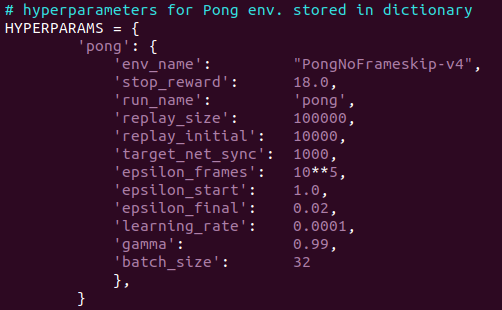 # hyperparameters for Pong env. stored in dictionary
HYPERPARAMS = {
        'pong': {
            'env_name':         "PongNoFrameskip-v4",
            'stop_reward':      18.0,
            'run_name':         'pong',
            'replay_size':      100000,
            'replay_initial':   10000,
            'target_net_sync':  1000,
            'epsilon_frames':   10**5,
            'epsilon_start':    1.0,
            'epsilon_final':    0.02,
            'learning_rate':    0.0001,
            'gamma':            0.99,
            'batch_size':       32
            },
        }